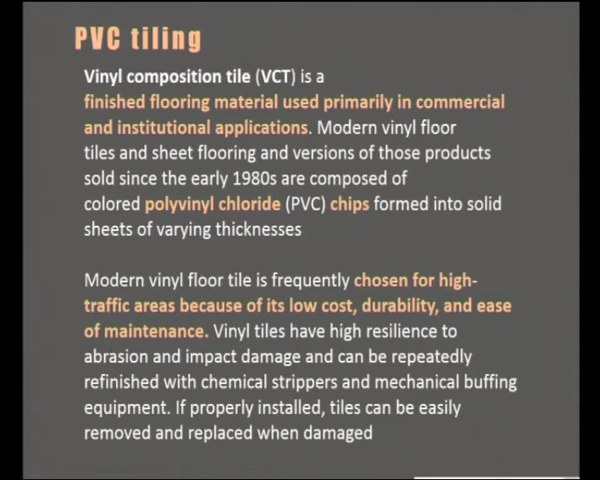 PVC tiling
Vinyl composition tile (VCT) is a
finished flooring material used primarily in commercial
and institutional applications. Modern vinyl floor
tiles and sheet flooring and versions of those products
sold since the early 1980s are composed of
colored polyvinyl chloride (PVC) chips formed into solid
sheets of varying thicknesses
Modern vinyl floor tile is frequently chosen for high-
traffic areas because of its low cost, durability, and ease
of maintenance. Vinyl tiles have high resilience to
abrasion and impact damage and can be repeatedly
refinished with chemical strippers and mechanical buffing
equipment. If properly installed, tiles can be easily
removed and replaced when damaged